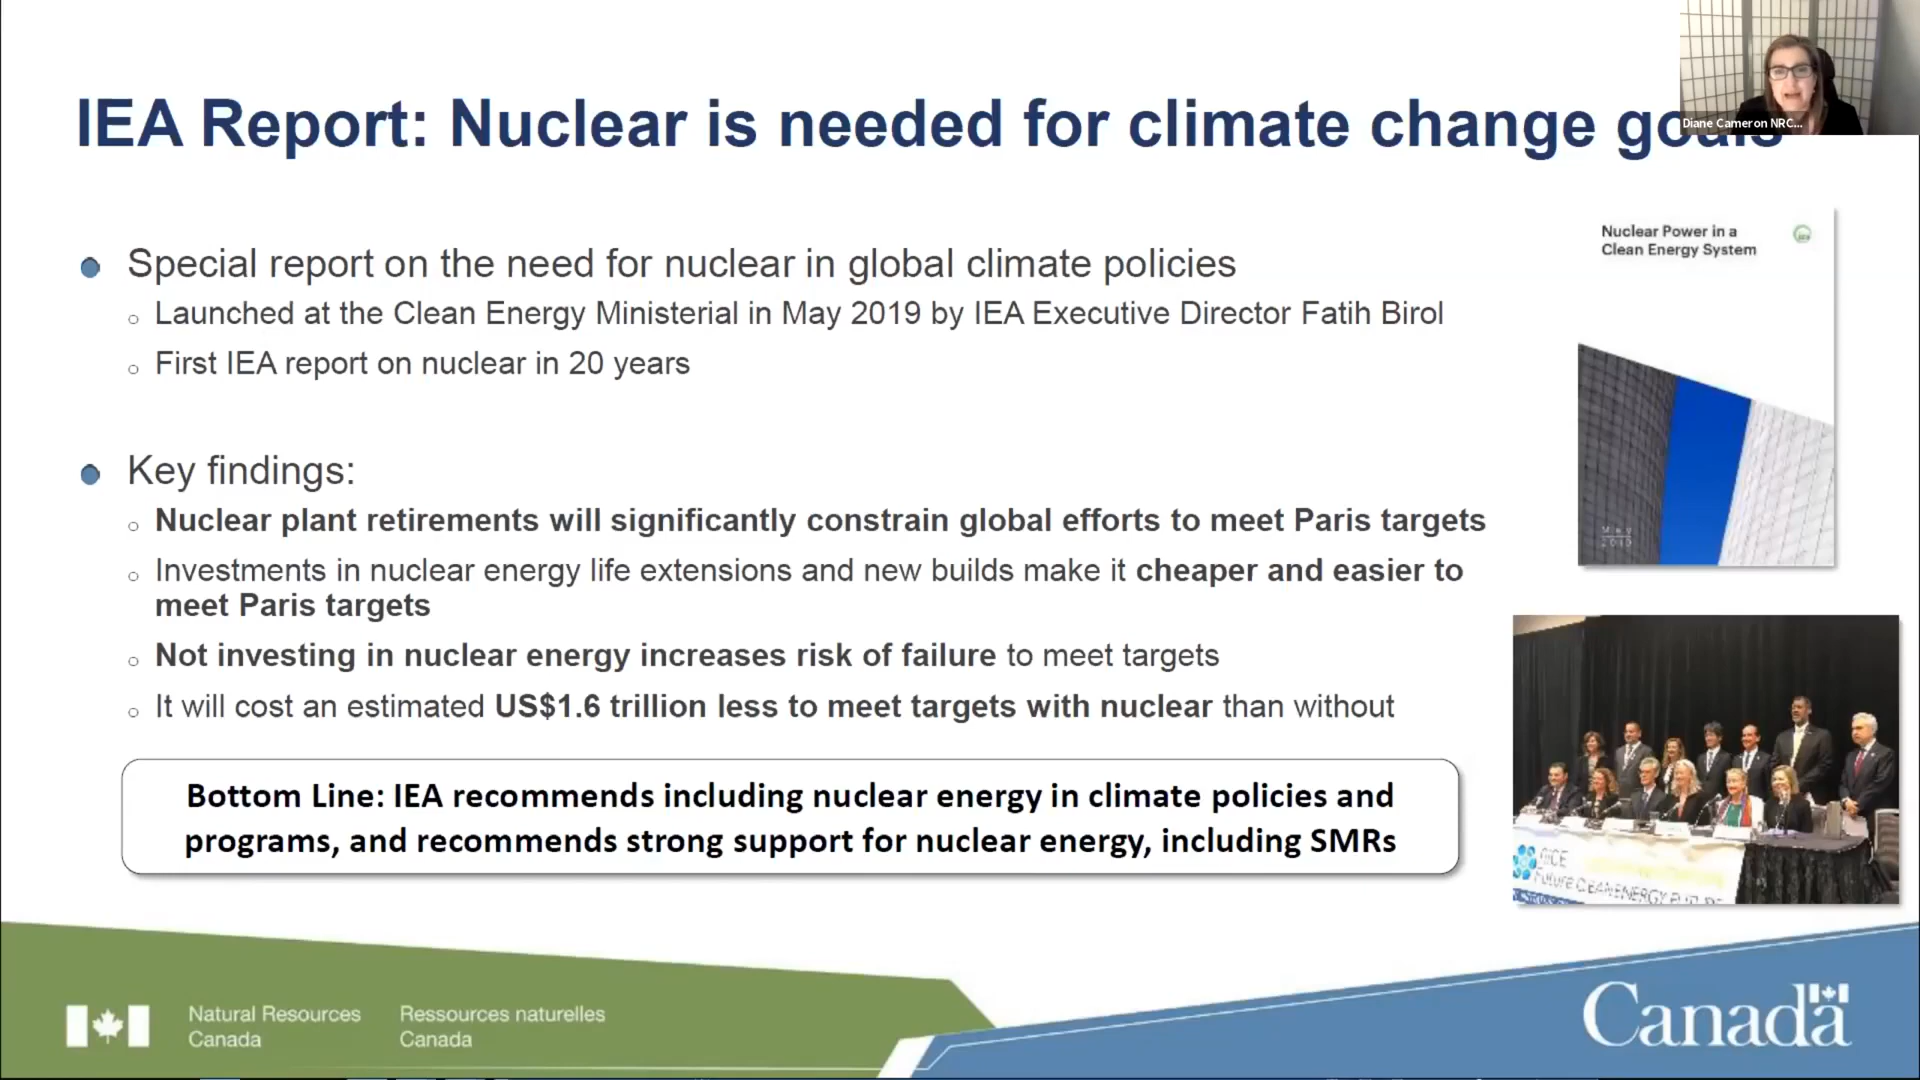 IEA Report: Nuclear is needed for climate change goals
Diane Cameron NRC...
Special report on the need for nuclear in global climate policies
Launched at the Clean Energy Ministerial in May 2019 by IEA Executive Director Fatih Birol
First IEA report on nuclear in 20 years
Nuclear Power in a
Clean Energy System
Key findings:
Nuclear plant retirements will significantly constrain global efforts to meet Paris targets
Investments in nuclear energy life extensions and new builds make it cheaper and easier to
meet Paris targets
Not investing in nuclear energy increases risk of failure to meet targets
It will cost an estimated US$1.6 trillion less to meet targets with nuclear than without
May
2019
Bottom Line: IEA recommends including nuclear energy in climate policies and
programs, and recommends strong support for nuclear energy, including SMRs
NICE
Future CLEAN ENERGY
Natural Resources
Canada
Ressources naturelles
Canada
Canada